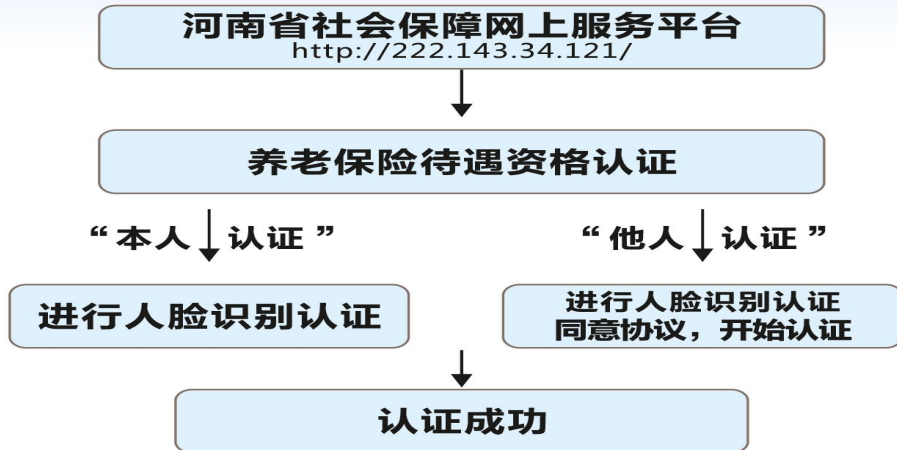 河南省社会保障网上服务平台
http://222.143.34.121/
养老保险待遇资格认证
“本人 认证”
“他人 认证”
进行人脸识别认证
进行人脸识别认证
同意协议，开始认证
认证成功